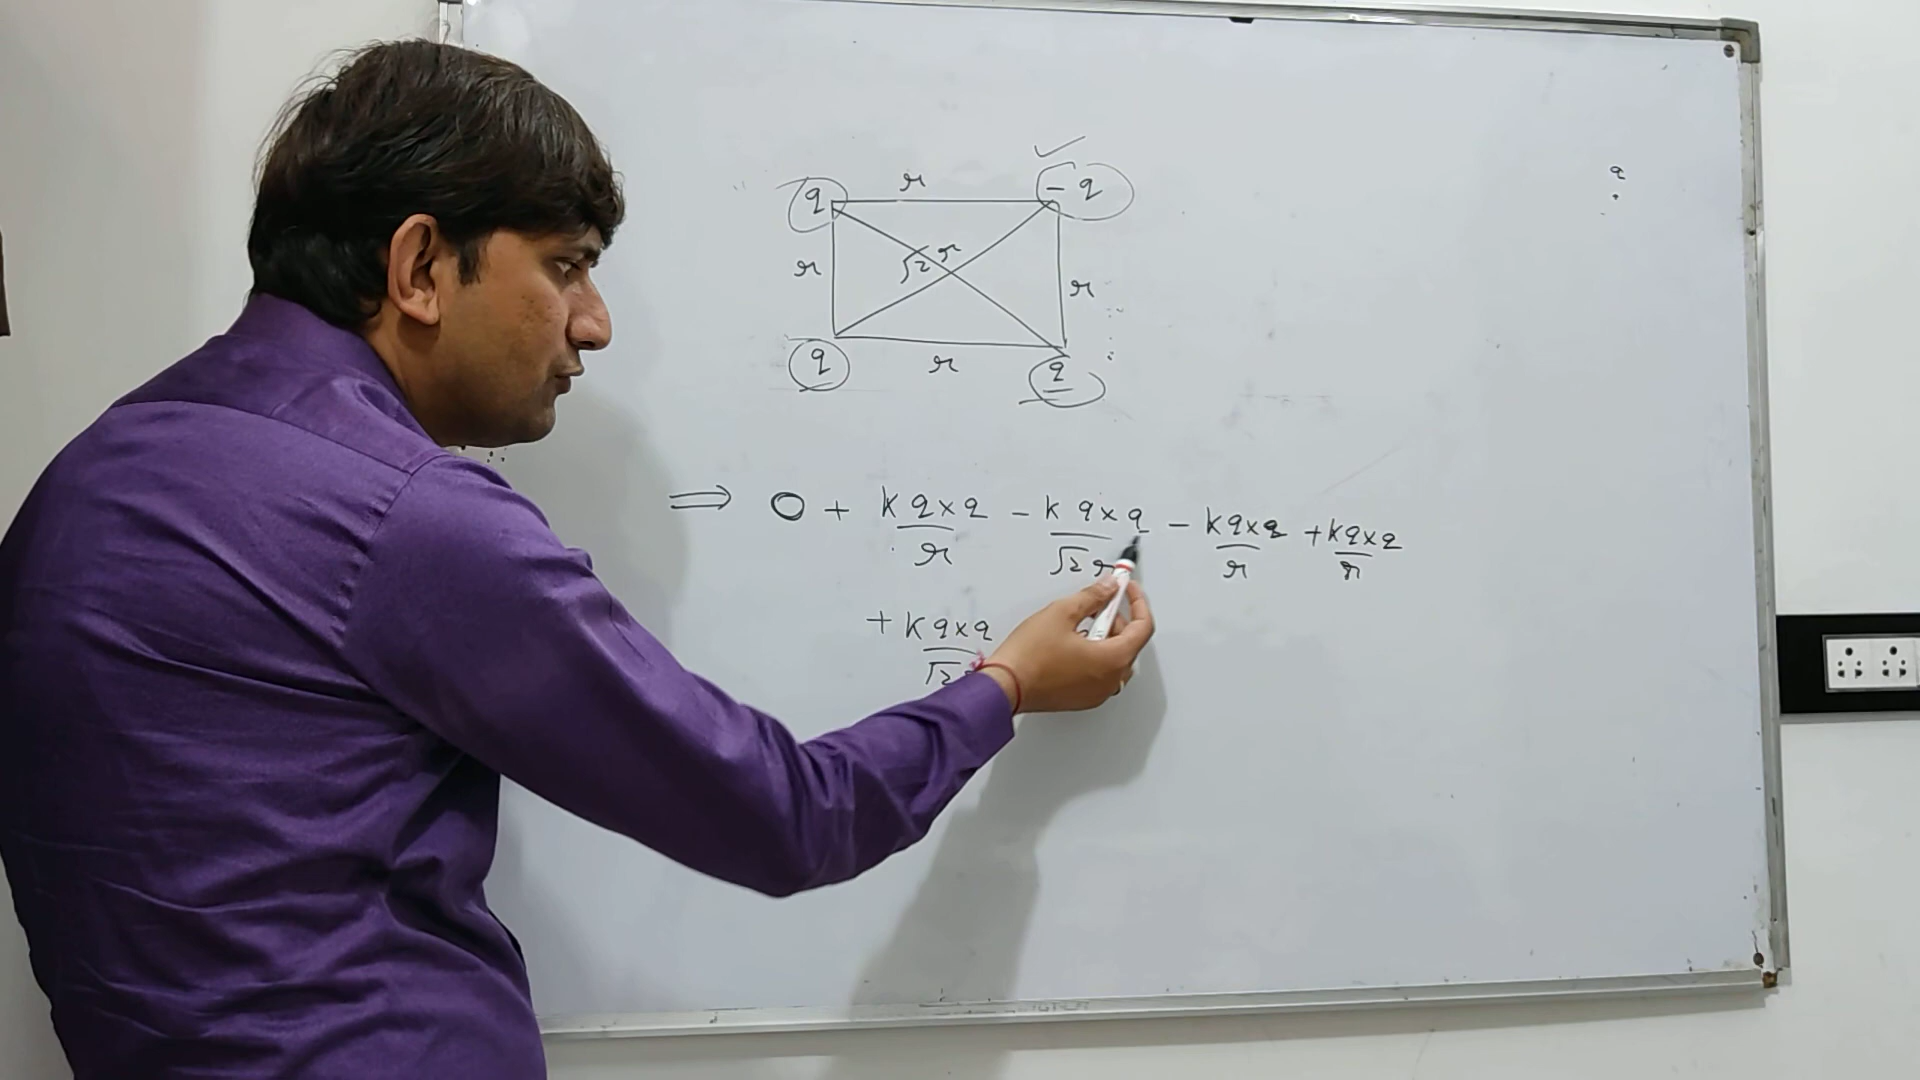 q r - q
r √2 r r
q r q
⇒ 0 + kq×q/r - kq×q/√2 r - kq×q/r + kq×q/r
+ kq×q/√2
q